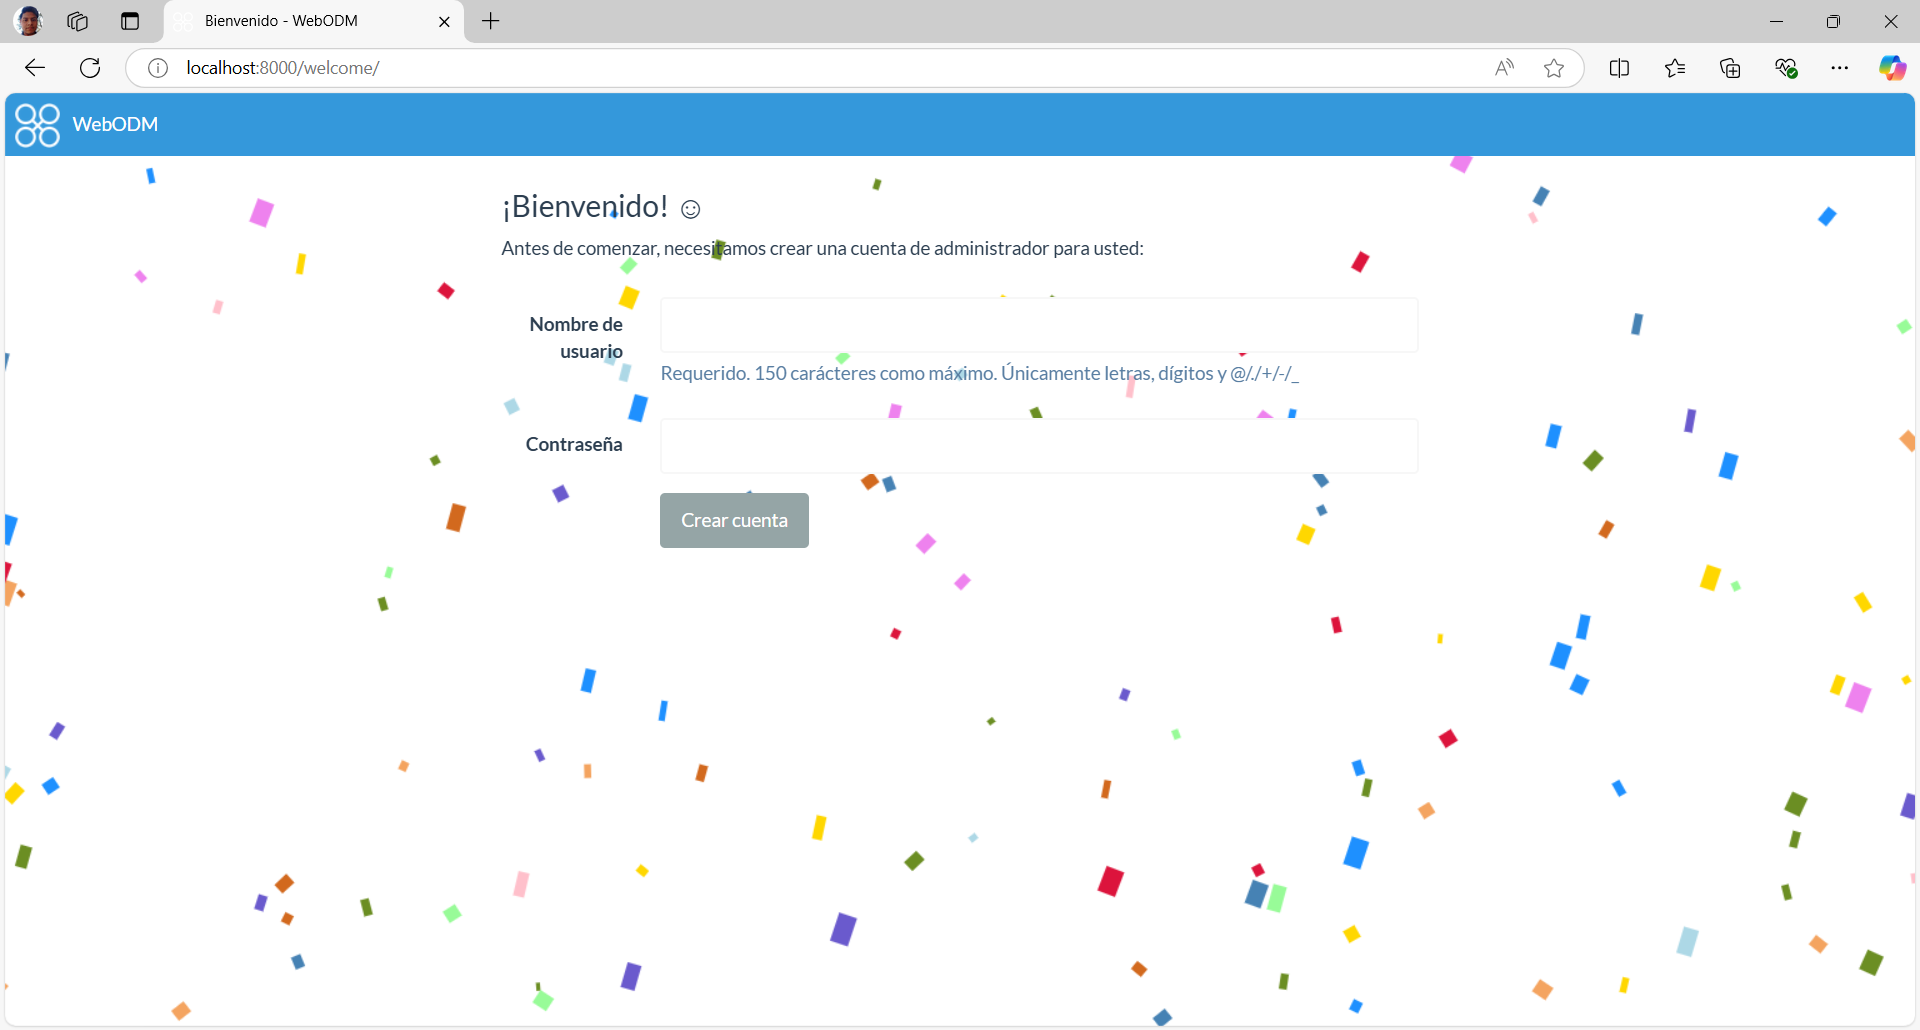 Bienvenido - WebODM
localhost:8000/welcome/
WebODM
¡Bienvenido!
Antes de comenzar, necesitamos crear una cuenta de administrador para usted:
Nombre de
usuario
Requerido. 150 carácteres como máximo. Únicamente letras, dígitos y @/./+/-/_
Contraseña
Crear cuenta